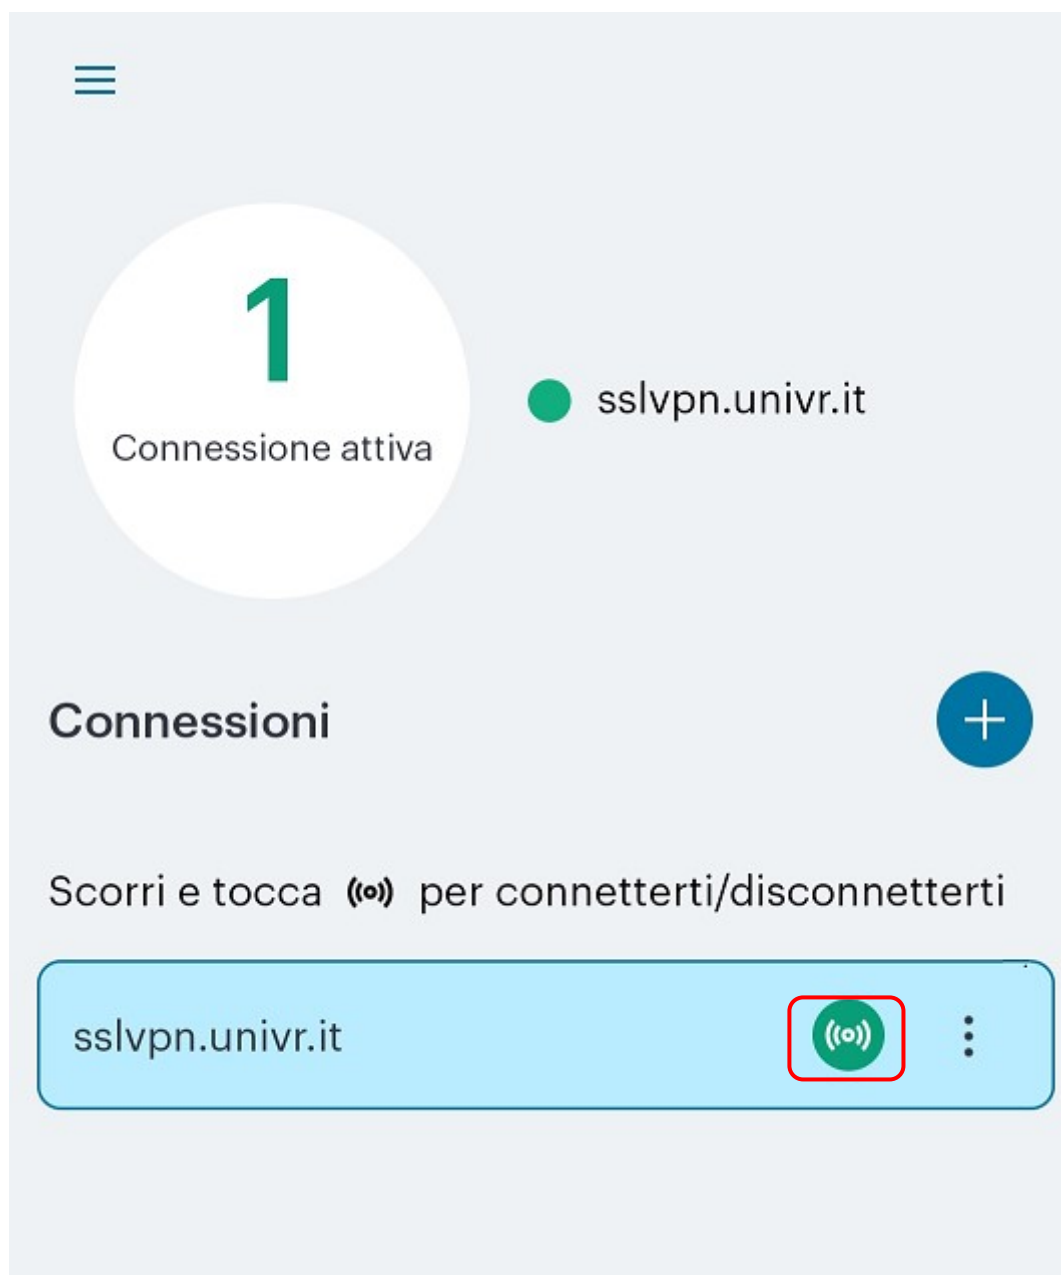 1
Connessione attiva
sslvpn.univr.it
Connessioni
Scorri e tocca per connetterti/disconnetterti
sslvpn.univr.it